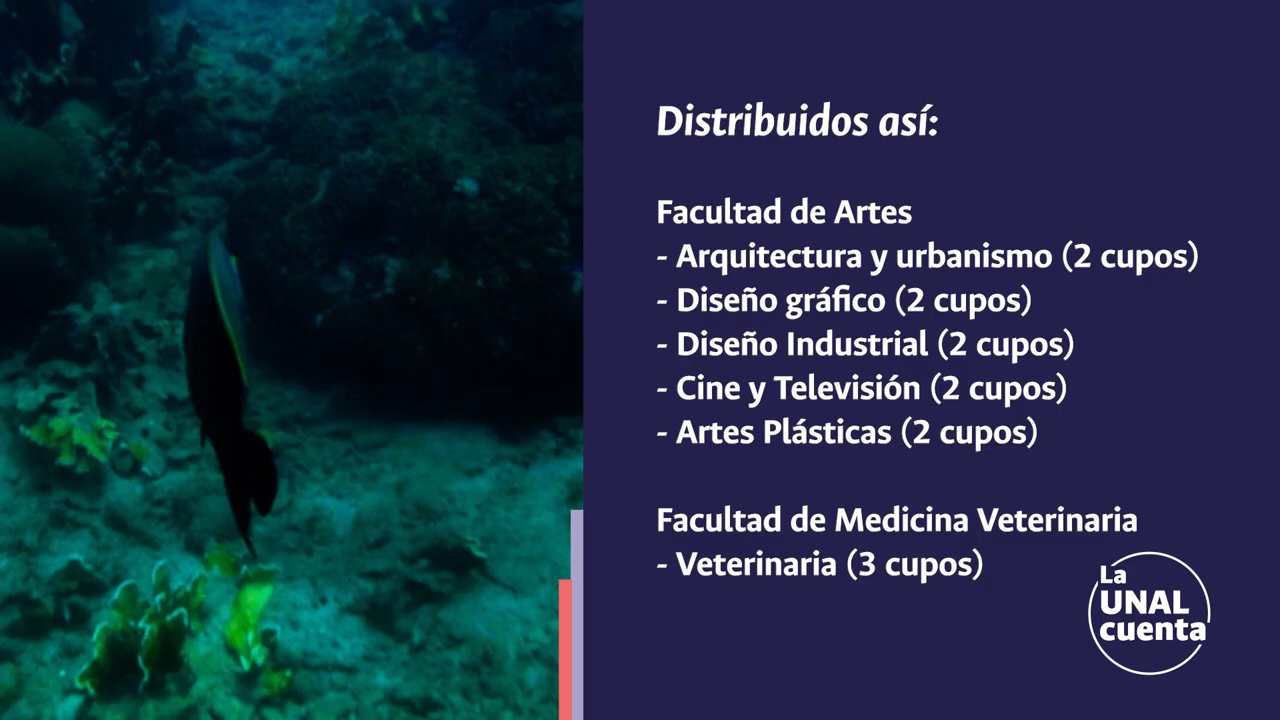 Distribuidos así:
Facultad de Artes
- Arquitectura y urbanismo (2 cupos)
- Diseño gráfico (2 cupos)
- Diseño Industrial (2 cupos)
- Cine y Televisión (2 cupos)
- Artes Plásticas (2 cupos)
Facultad de Medicina Veterinaria
- Veterinaria (3 cupos)
La
UNAL
cuenta